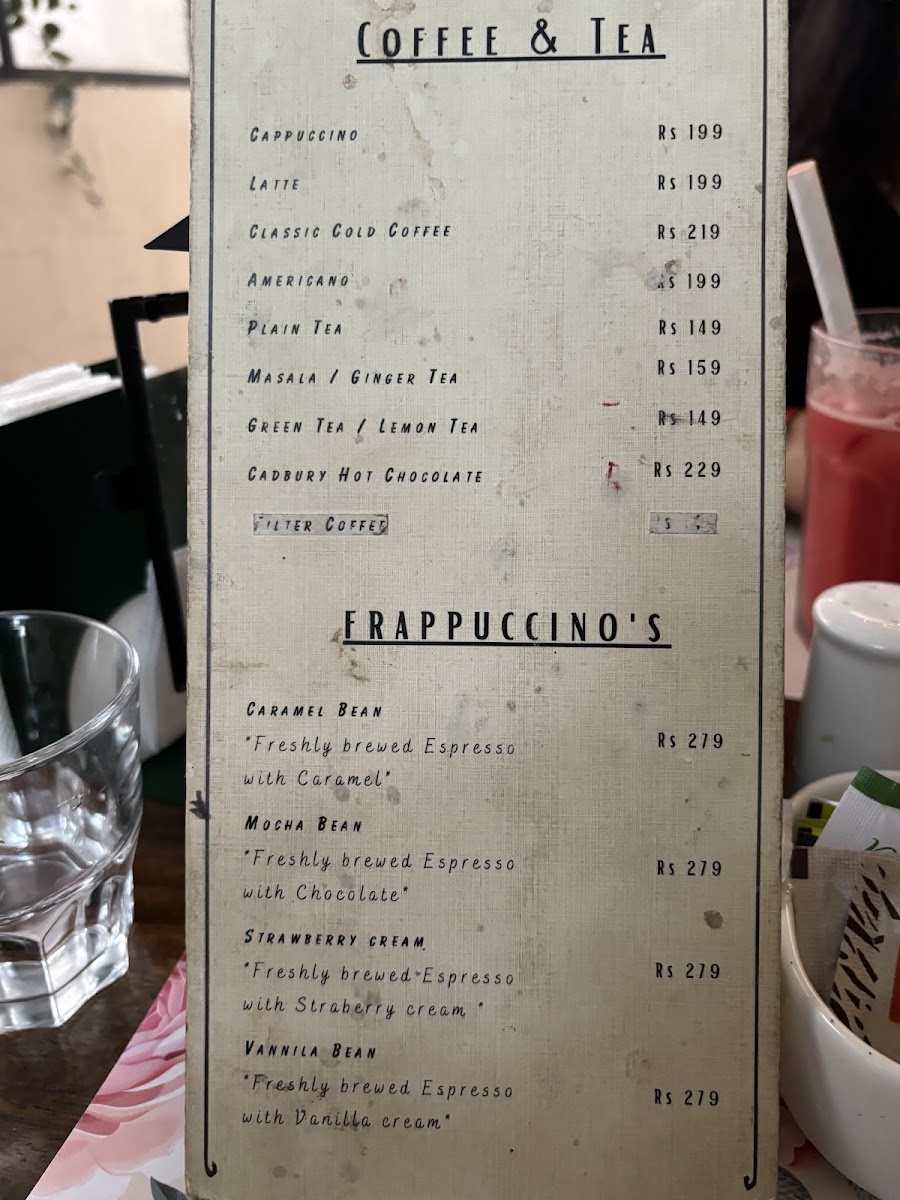 COFFEE & TEA
CAPPUCCINO Rs 199
LATTE Rs 199
CLASSIC COLD COFFEE Rs 219
AMERICANO Rs 199
PLAIN TEA Rs 149
MASALA / GINGER TEA Rs 159
GREEN TEA / LEMON TEA Rs 149
CADBURY HOT CHOCOLATE Rs 229
FILTER COFFEE
FRAPPUCCINO'S
CARAMEL BEAN
"Freshly brewed Espresso Rs 279
with Caramel"
MOCHA BEAN
"Freshly brewed Espresso Rs 279
with Chocolate"
STRAWBERRY CREAM
"Freshly brewed Espresso Rs 279
with Straberry cream "
VANNILA BEAN
"Freshly brewed Espresso Rs 279
with Vanilla cream"